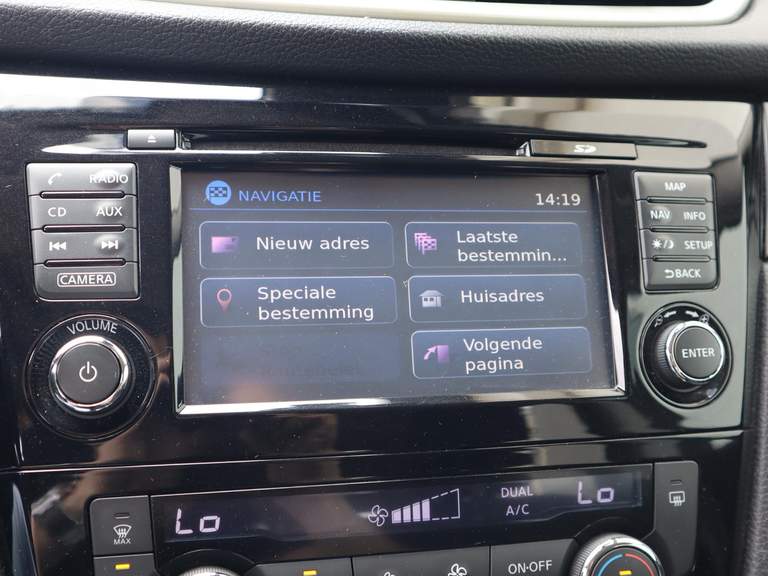 SD
RADIO
CD AUX
CAMERA
VOLUME
NAVIGATIE 14:19
Nieuw adres
Laatste
bestemmin...
Speciale
bestemming
Huisadres
Volgende
pagina
MAP
NAV INFO
SETUP
BACK
ENTER
MAX
Lo
DUAL
A/C
Lo
ON·OFF